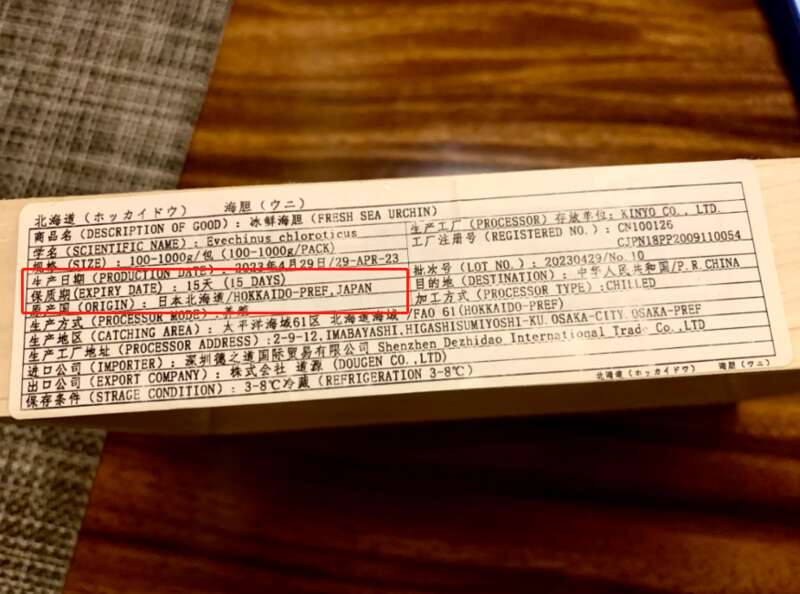 北海道（ホッカイドウ） 海胆（ウニ）
商品名 (DESCRIPTION OF GOOD)：冰鲜海胆 (FRESH SEA URCHIN)
学名 (SCIENTIFIC NAME)：Evechinus chloroticus
规格 (SIZE)：100-1000g/包 (100-1000g/PACK)
生产日期 (PRODUCTION DATE)：2023年4月29日/29-APR-23
保质期(EXPIRY DATE)：15天 (15 DAYS)
原产国 (ORIGIN)：日本北海道/HOKKAIDO-PREF,JAPAN
生产方式 (PROCESSOR MODE)：养殖
生产地区 (CATCHING AREA)：太平洋海域61区 北海道海域/FAO 61(HOKKAIDO-PREF)
生产工厂地址 (PROCESSOR ADDRESS)：2-9-12,IMABAYASHI,HIGASHISUMIYOSHI-KU,OSAKA-CITY,OSAKA-PREF
进口公司 (IMPORTER)：深圳德之道国际贸易有限公司 Shenzhen Dezhidao International Trade Co.,LTD
出口公司 (EXPORT COMPANY)：株式会社 道源 (DOUGEN CO.,LTD)
保存条件 (STRAGE CONDITION)：3-8℃冷藏 (REFRIGERATION 3-8℃)
生产工厂 (PROCESSOR) 存放单位：KINYO CO., LTD.
工厂注册号 (REGISTERED NO.)：CN100126
CJPN18PP2009110054
批次号 (LOT NO.)：20230429/No.10
目的地 (DESTINATION)：中华人民共和国/P.R.CHINA
加工方式 (PROCESSOR TYPE)：CHILLED
北海道（ホッカイドウ） 海胆（ウニ）